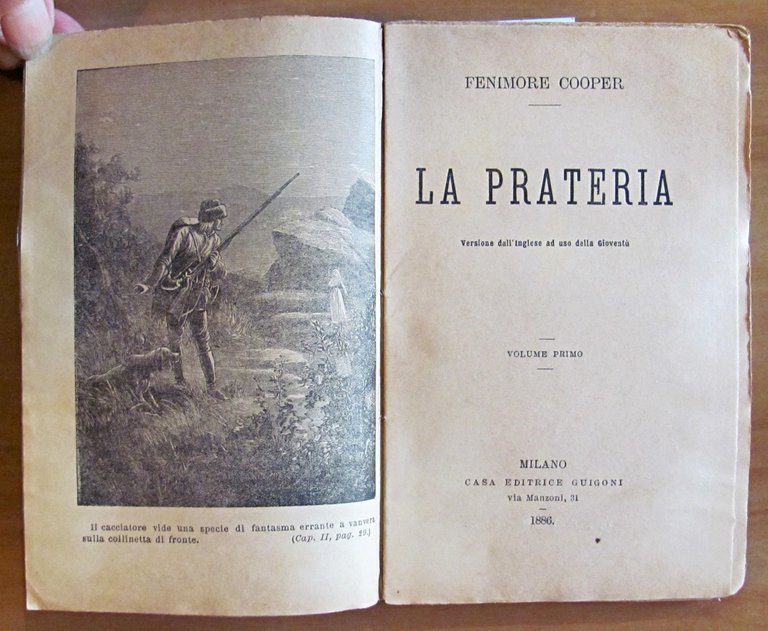 Il cacciatore vide una specie di fantasma errante a vanvera
sulla collinetta di fronte. (Cap. II, pag. 29.)
FENIMORE COOPER
LA PRATERIA
Versione dall'Inglese ad uso della Gioventù
VOLUME PRIMO
MILANO
CASA EDITRICE GUIGONI
via Manzoni, 31
1886.